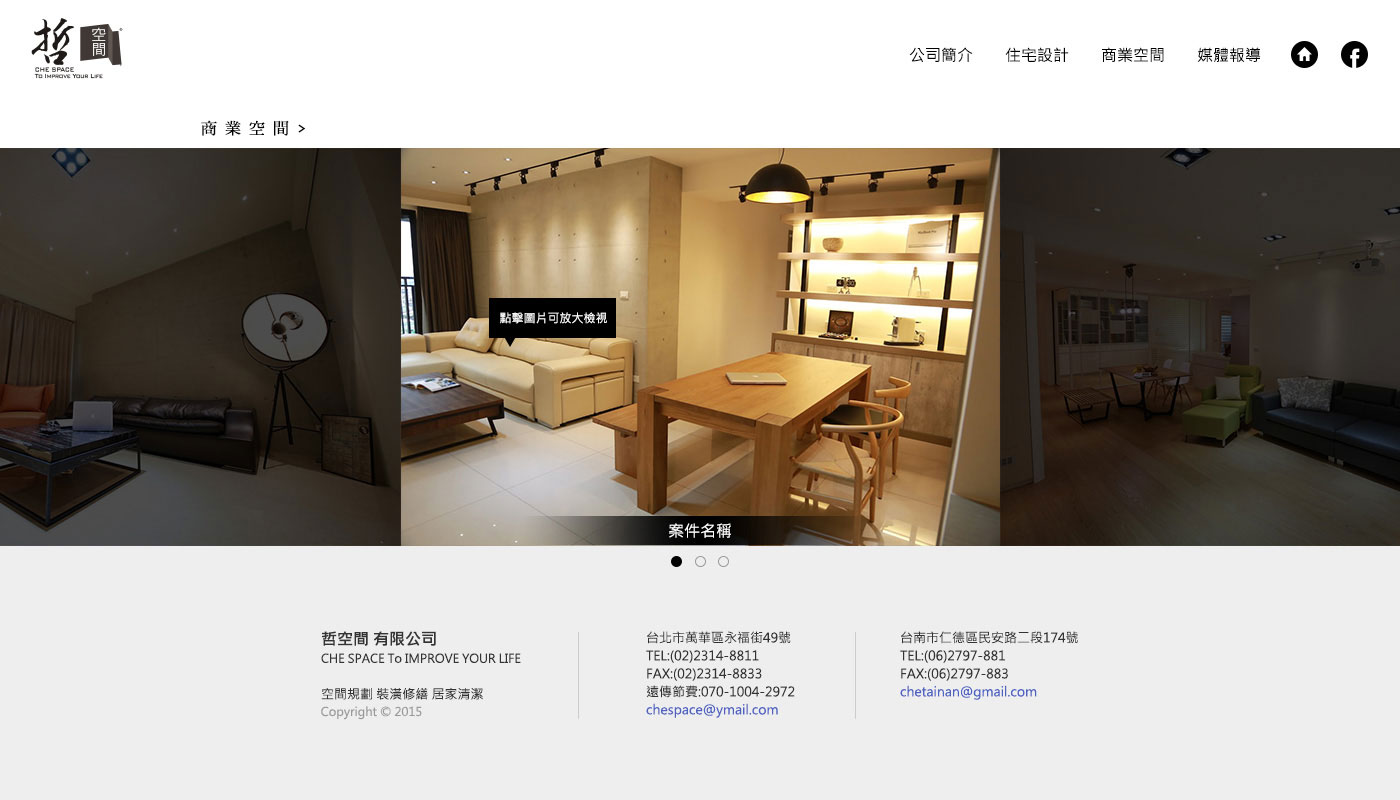 哲 空間
CHE SPACE
TO IMPROVE YOUR LIFE
公司簡介 住宅設計 商業空間 媒體報導
商業空間>
點擊圖片可放大檢視
案件名稱
哲空間 有限公司
CHE SPACE To IMPROVE YOUR LIFE
空間規劃 裝潢修繕 居家清潔
Copyright © 2015
台北市萬華區永福街49號
TEL:(02)2314-8811
FAX:(02)2314-8833
遠傳節費:070-1004-2972
chespace@ymail.com
台南市仁德區民安路二段174號
TEL:(06)2797-881
FAX:(06)2797-883
chetainan@gmail.com